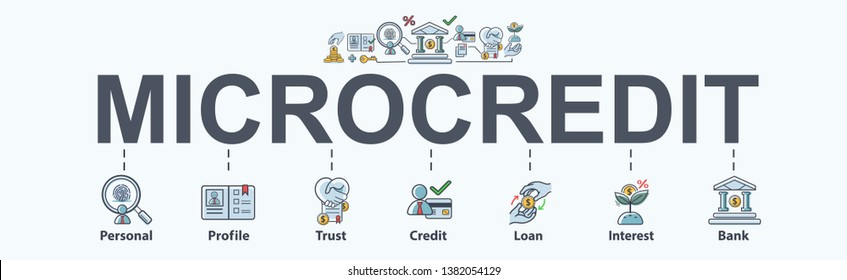 MICROCREDIT
Personal Profile Trust Credit Loan Interest Bank
shutterstock.com · 1382054129